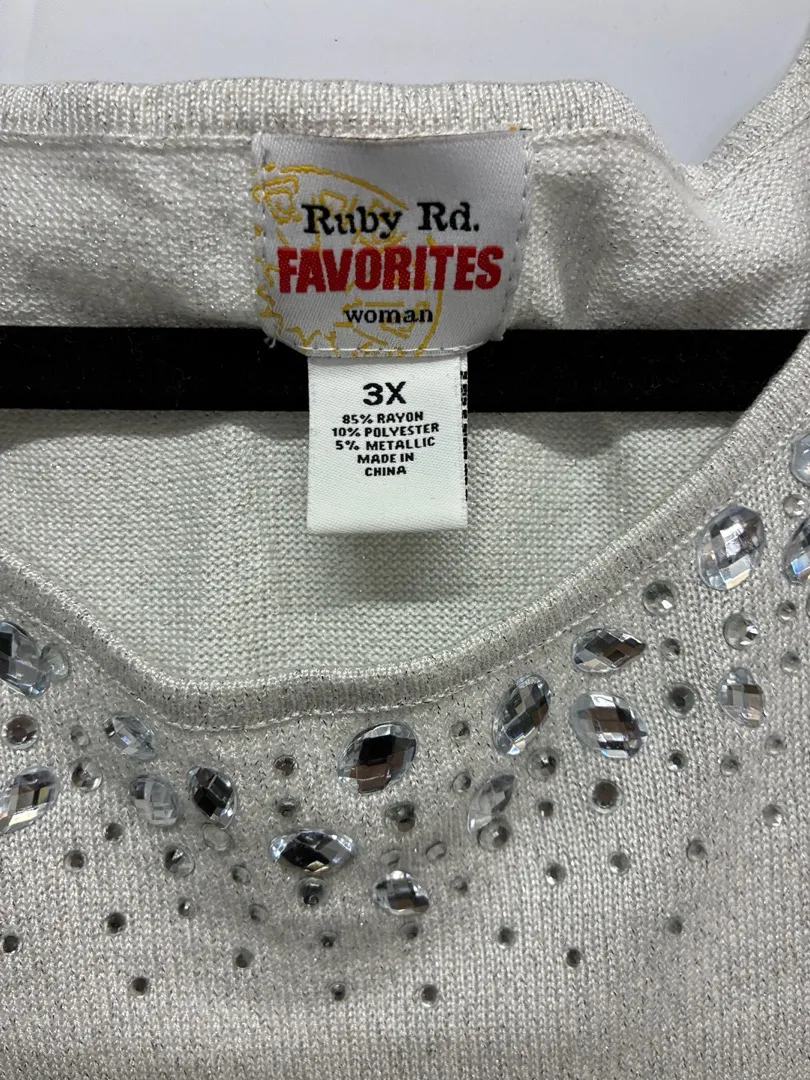 Ruby Rd.
FAVORITES
woman
3X
85% RAYON
10% POLYESTER
5% METALLIC
MADE IN
CHINA